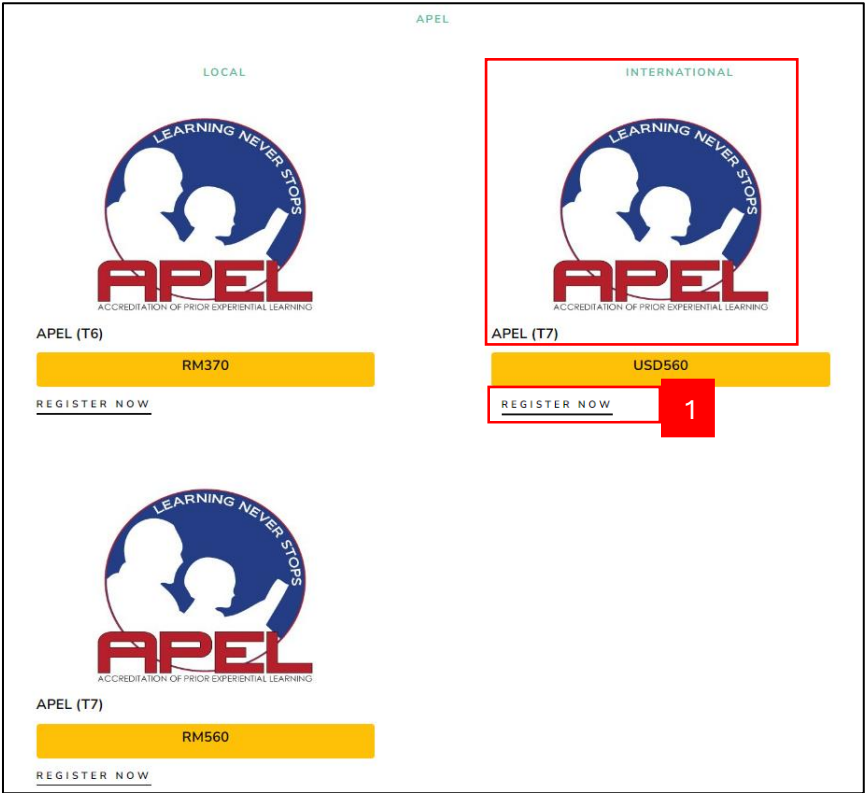 APEL
LOCAL
LEARNING NEVER STOPS
APEL
ACCREDITATION OF PRIOR EXPERIENTIAL LEARNING
APEL (T6)
RM370
REGISTER NOW
INTERNATIONAL
LEARNING NEVER STOPS
APEL
ACCREDITATION OF PRIOR EXPERIENTIAL LEARNING
APEL (T7)
USD560
REGISTER NOW
1
LEARNING NEVER STOPS
APEL
ACCREDITATION OF PRIOR EXPERIENTIAL LEARNING
APEL (T7)
RM560
REGISTER NOW